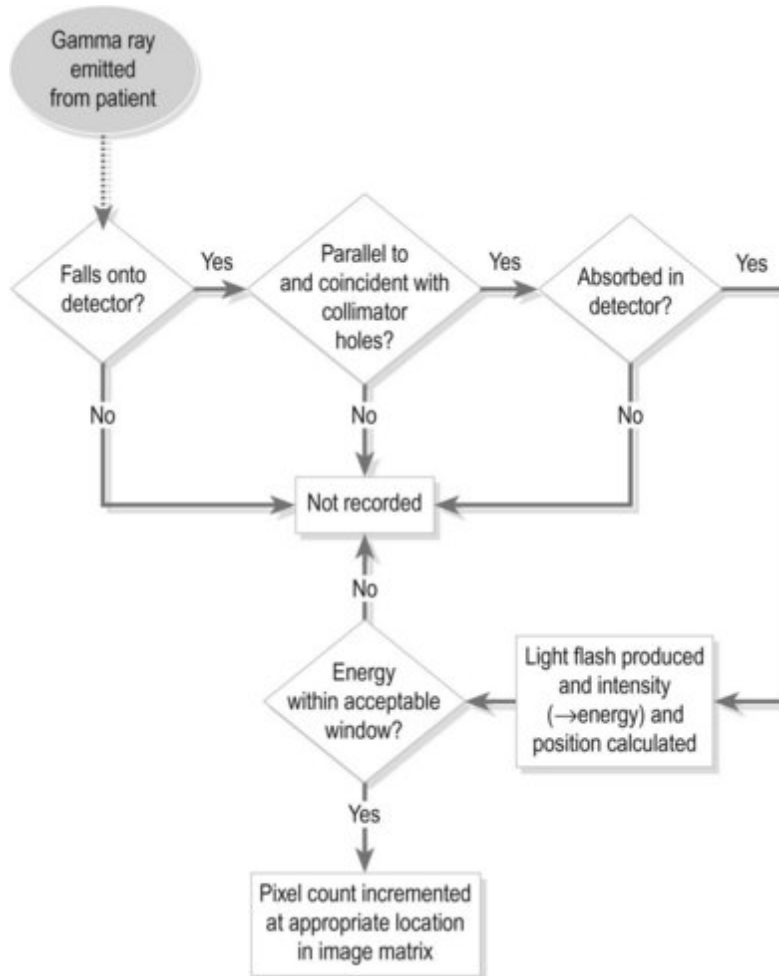 Gamma ray
emitted
from patient
Falls onto
detector?
Yes
Parallel to
and coincident with
collimator
holes?
Yes
Absorbed in
detector?
Yes
No
No
No
Not recorded
No
Energy
within acceptable
window?
Light flash produced
and intensity
(→energy) and
position calculated
Yes
Pixel count incremented
at appropriate location
in image matrix